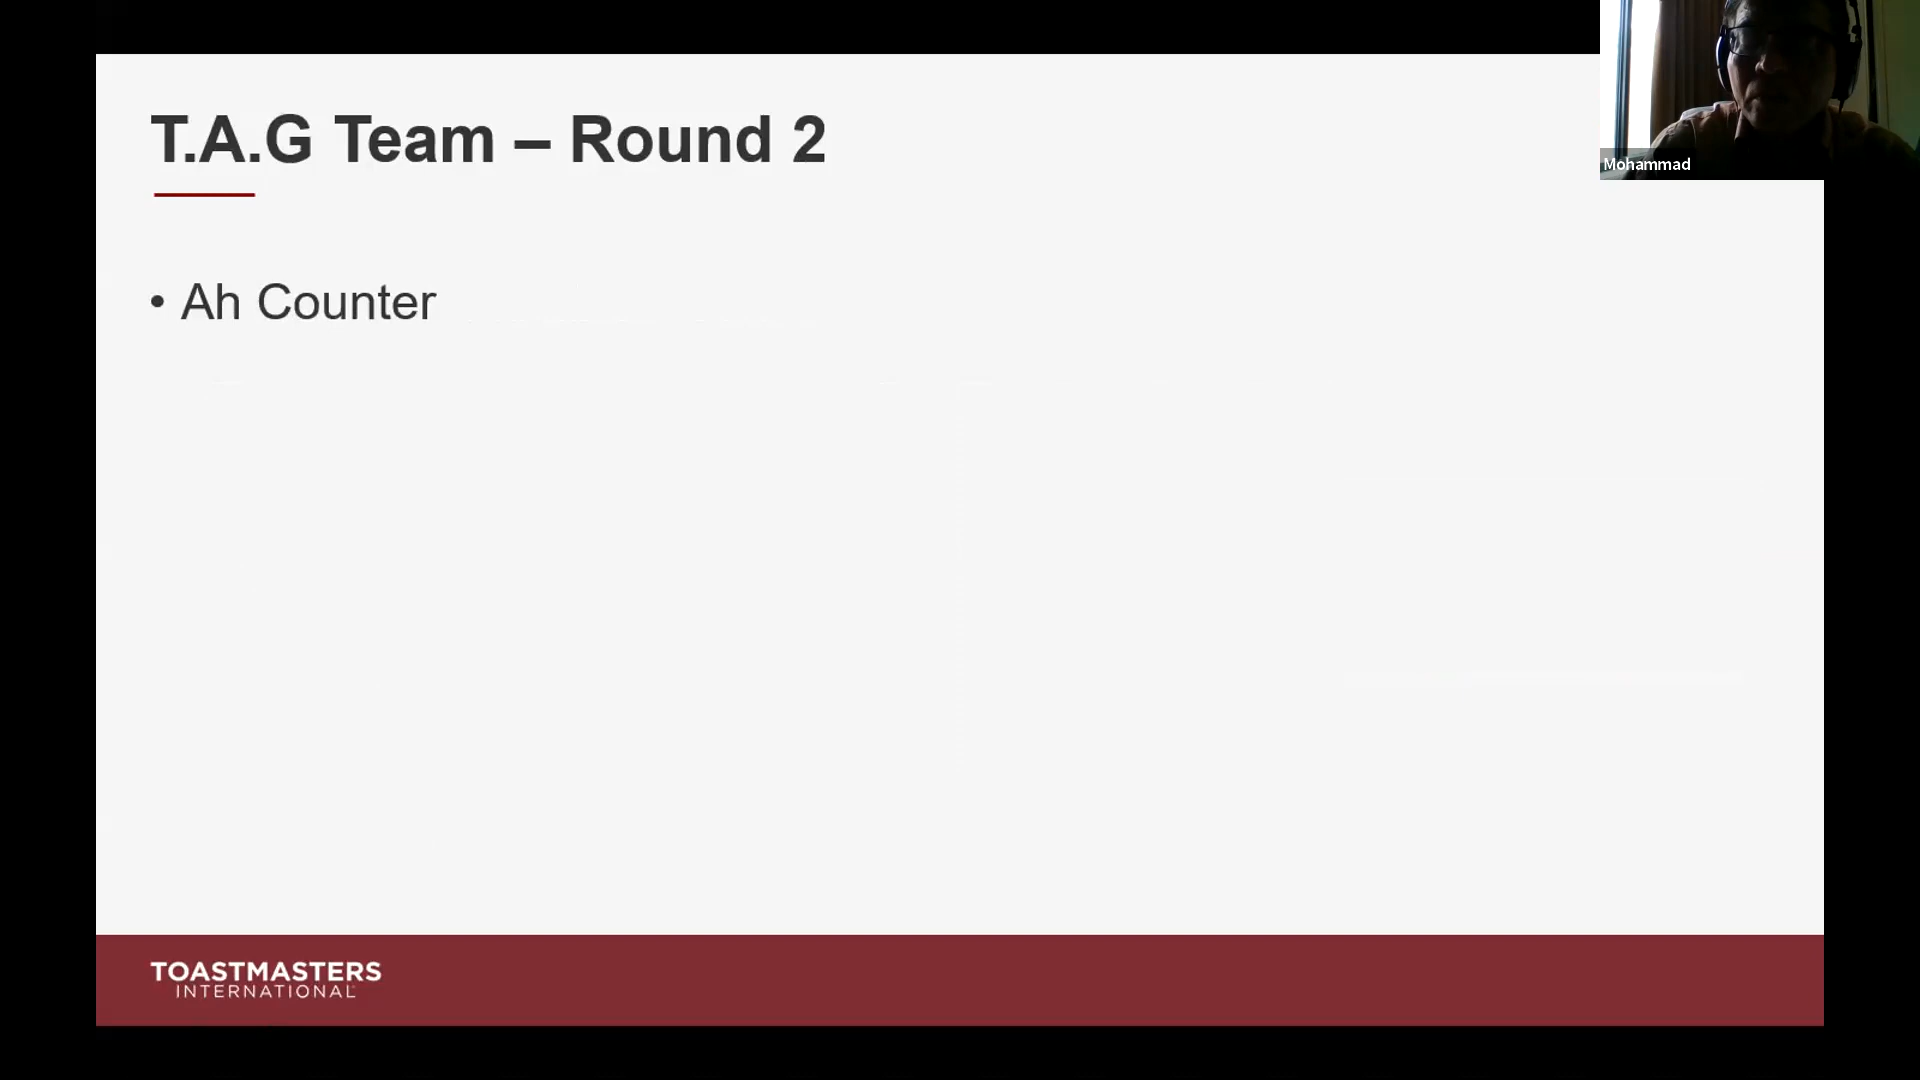 T.A.G Team – Round 2
Mohammad
• Ah Counter
TOASTMASTERS
INTERNATIONAL